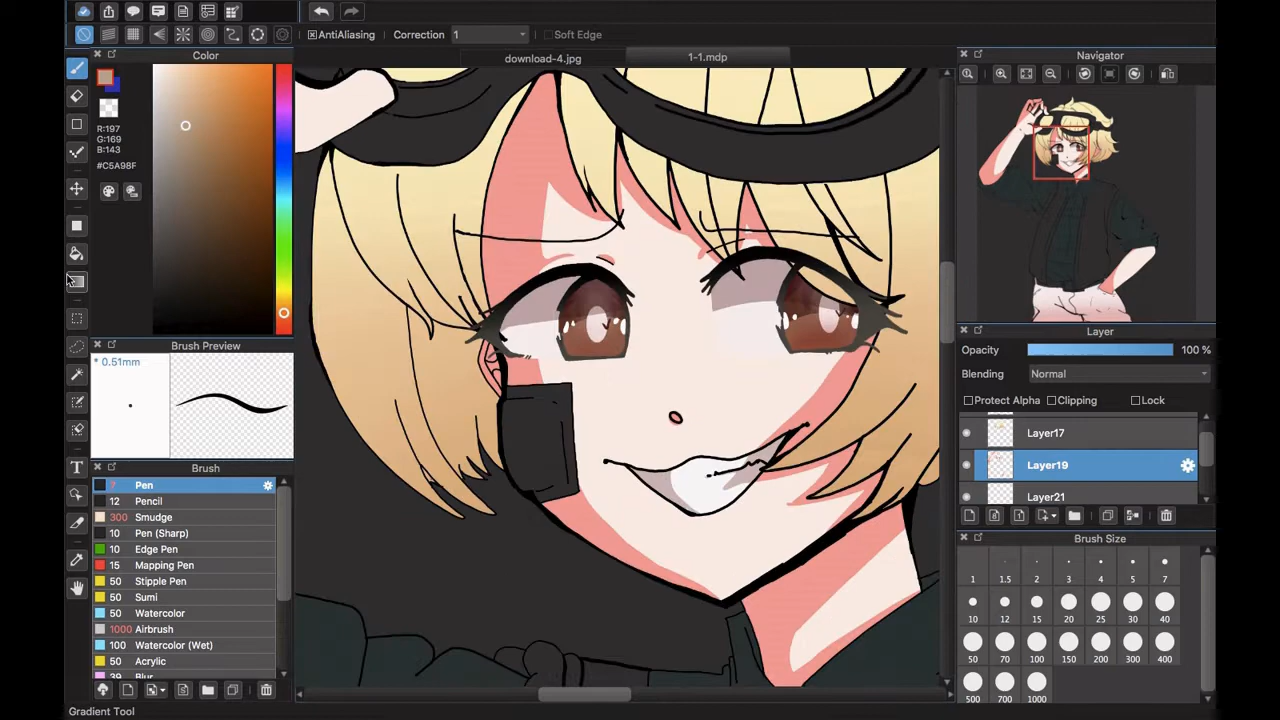 AntiAliasing Correction 1 Soft Edge
Color
download-4.jpg 1-1.mdp
Navigator
R:197
G:169
B:143
#C5A98F
Brush Preview
* 0.51mm
Layer
Opacity 100 %
Blending Normal
Protect Alpha Clipping Lock
Layer17
Layer19
Layer21
Brush
Pen
12 Pencil
300 Smudge
10 Pen (Sharp)
10 Edge Pen
15 Mapping Pen
50 Stipple Pen
50 Sumi
50 Watercolor
1000 Airbrush
100 Watercolor (Wet)
50 Acrylic
39 Blur
Brush Size
1 1.5 2 3 4 5 7
10 12 15 20 25 30 40
50 70 100 150 200 300 400
500 700 1000
T
Gradient Tool